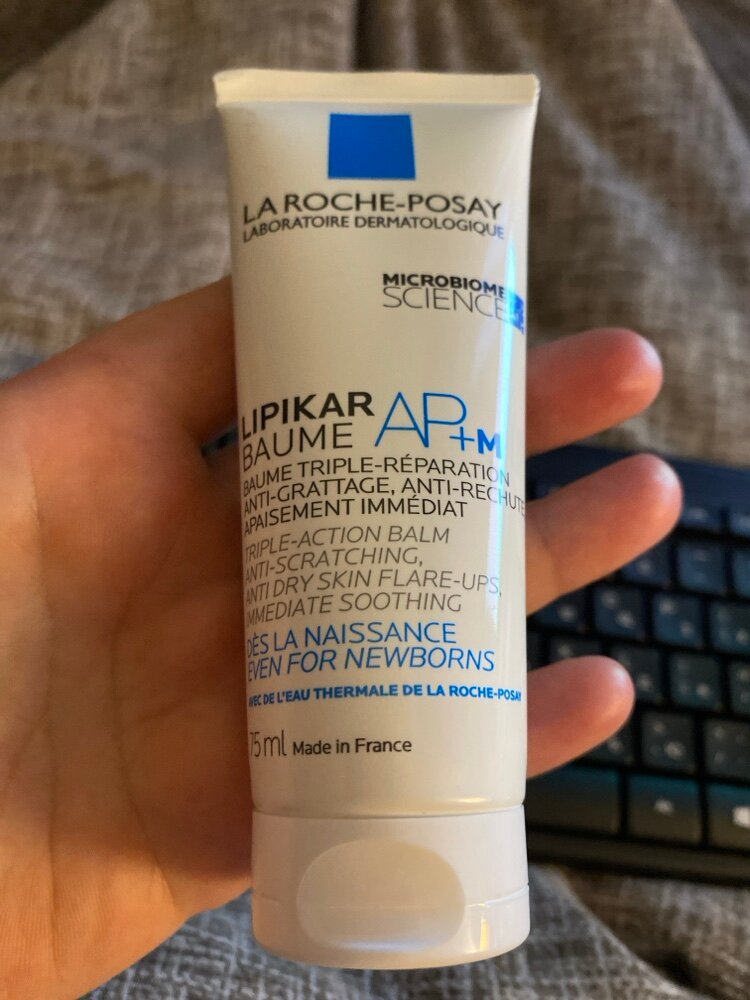 LA ROCHE-POSAY
LABORATOIRE DERMATOLOGIQUE
MICROBIOME
SCIENCE
LIPIKAR
BAUME AP+M
BAUME TRIPLE-RÉPARATION
ANTI-GRATTAGE, ANTI-RECHUTE
APAISEMENT IMMÉDIAT
TRIPLE-ACTION BALM
ANTI-SCRATCHING,
ANTI DRY SKIN FLARE-UPS,
IMMEDIATE SOOTHING
DÈS LA NAISSANCE
EVEN FOR NEWBORNS
AVEC DE L'EAU THERMALE DE LA ROCHE-POSAY
75 ml Made in France